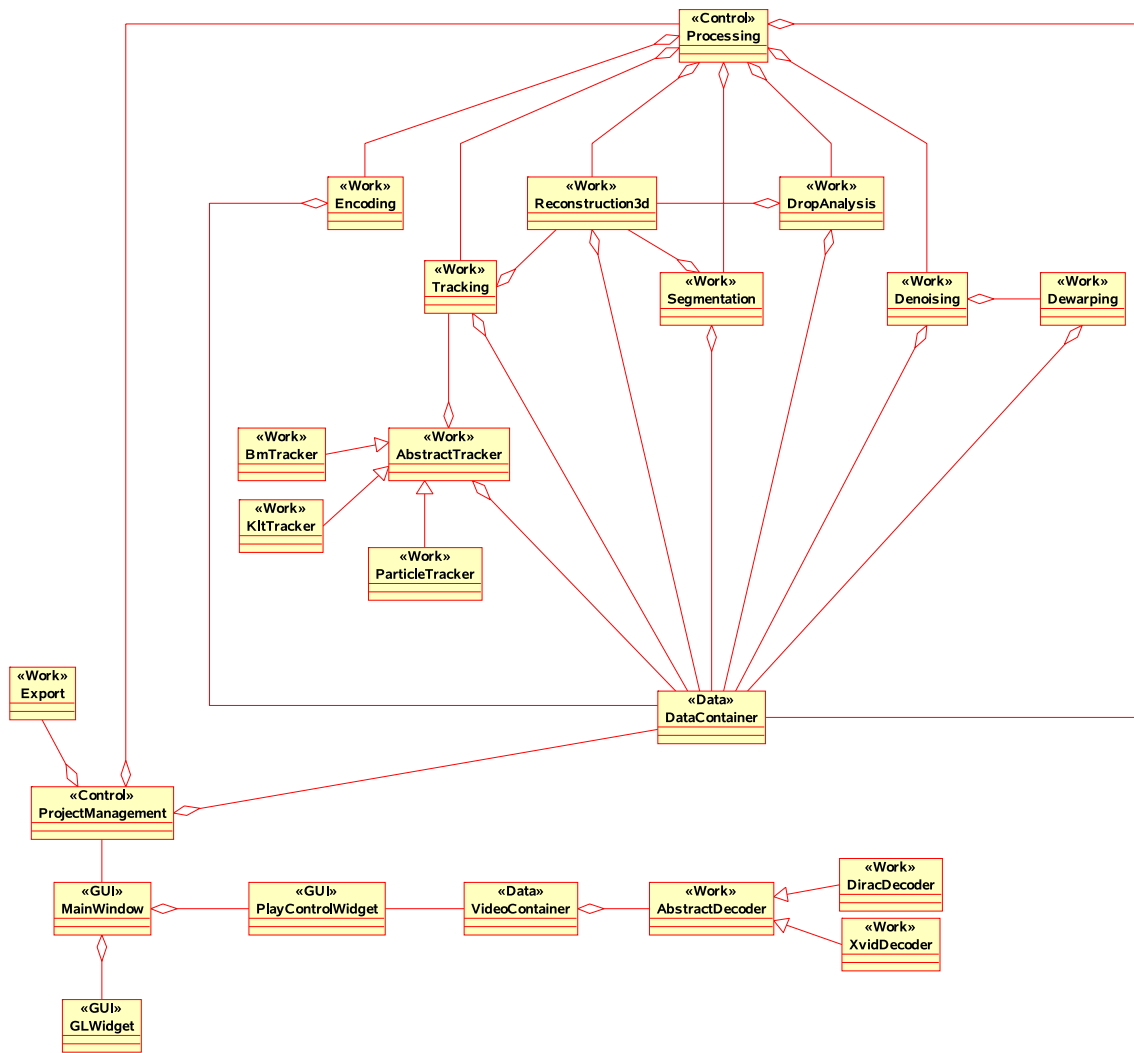 «Control»
Processing
«Work»
Encoding
«Work»
Reconstruction3d
«Work»
DropAnalysis
«Work»
Tracking
«Work»
Segmentation
«Work»
Denoising
«Work»
Dewarping
«Work»
BmTracker
«Work»
AbstractTracker
«Work»
KltTracker
«Work»
ParticleTracker
«Work»
Export
«Data»
DataContainer
«Control»
ProjectManagement
«GUI»
MainWindow
«GUI»
PlayControlWidget
«Data»
VideoContainer
«Work»
AbstractDecoder
«Work»
DiracDecoder
«Work»
XvidDecoder
«GUI»
GLWidget